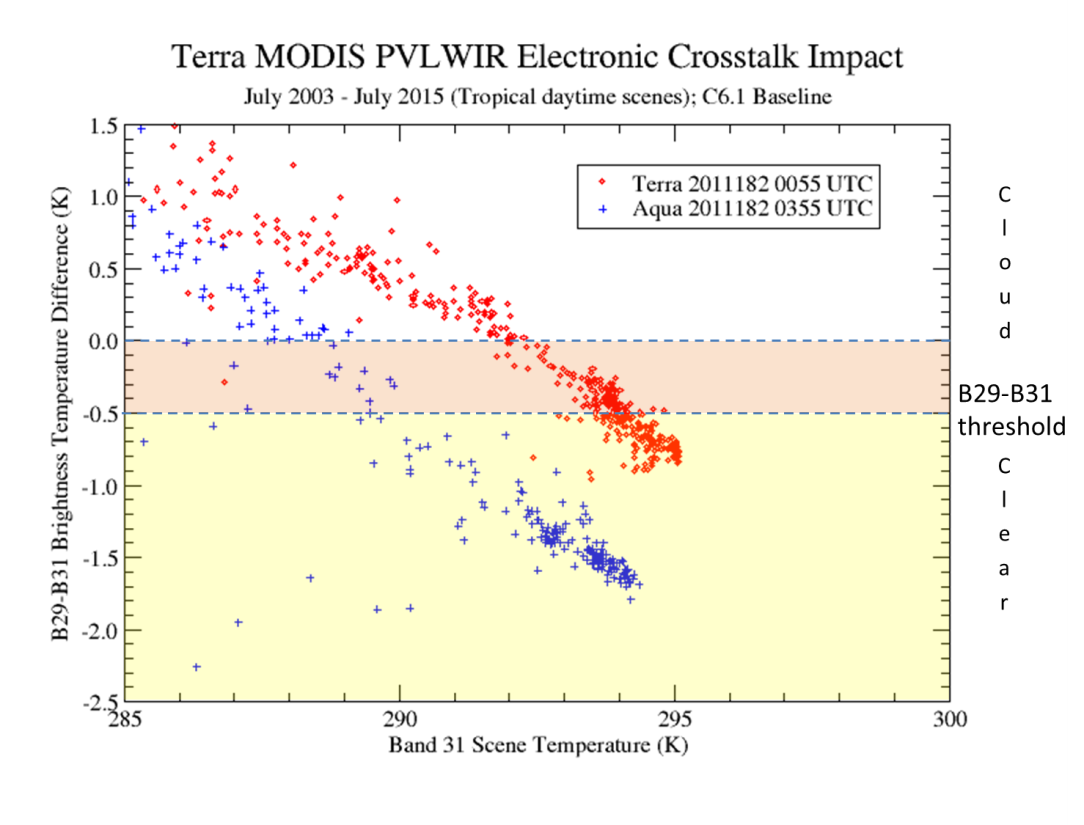 Terra MODIS PVLWIR Electronic Crosstalk Impact
July 2003 - July 2015 (Tropical daytime scenes); C6.1 Baseline
B29-B31 Brightness Temperature Difference (K)
1.5
1.0
0.5
0.0
-0.5
-1.0
-1.5
-2.0
-2.5
Terra 2011182 0055 UTC
Aqua 2011182 0355 UTC
285
290
295
300
Band 31 Scene Temperature (K)
Cloud
B29-B31
threshold
Clear